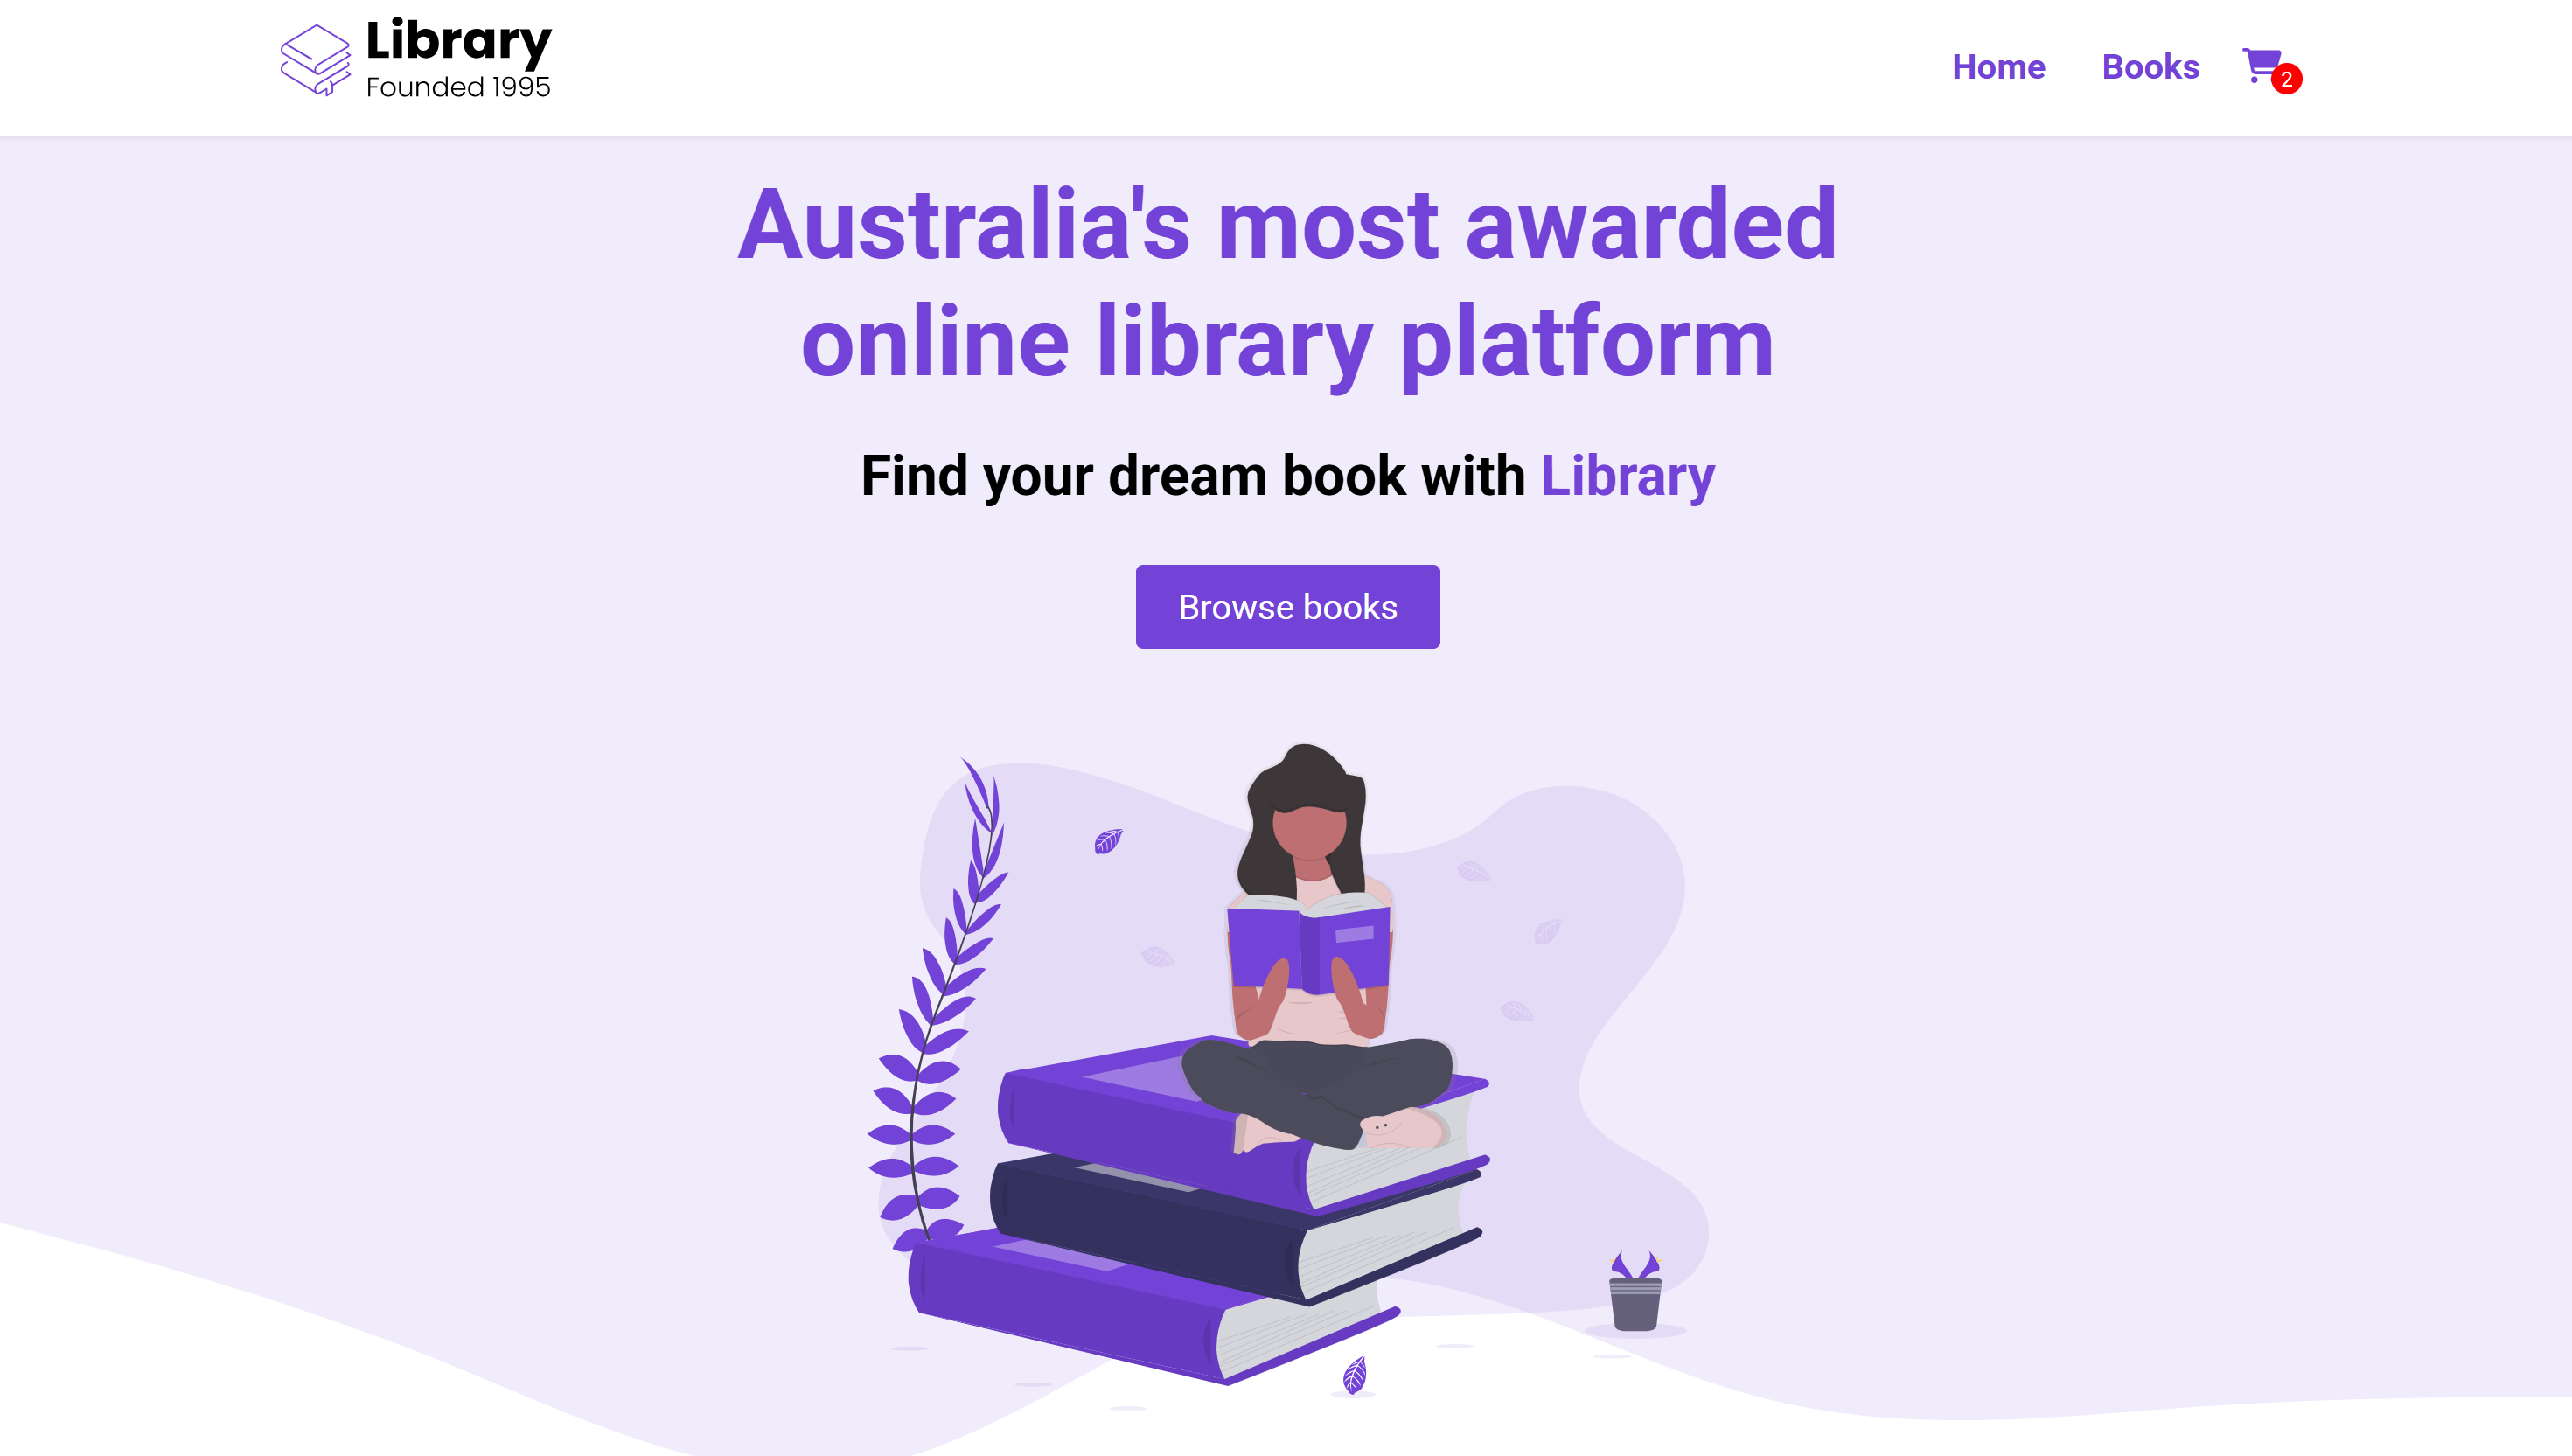 Library
Founded 1995
Home
Books
2
Australia's most awarded
online library platform
Find your dream book with Library
Browse books